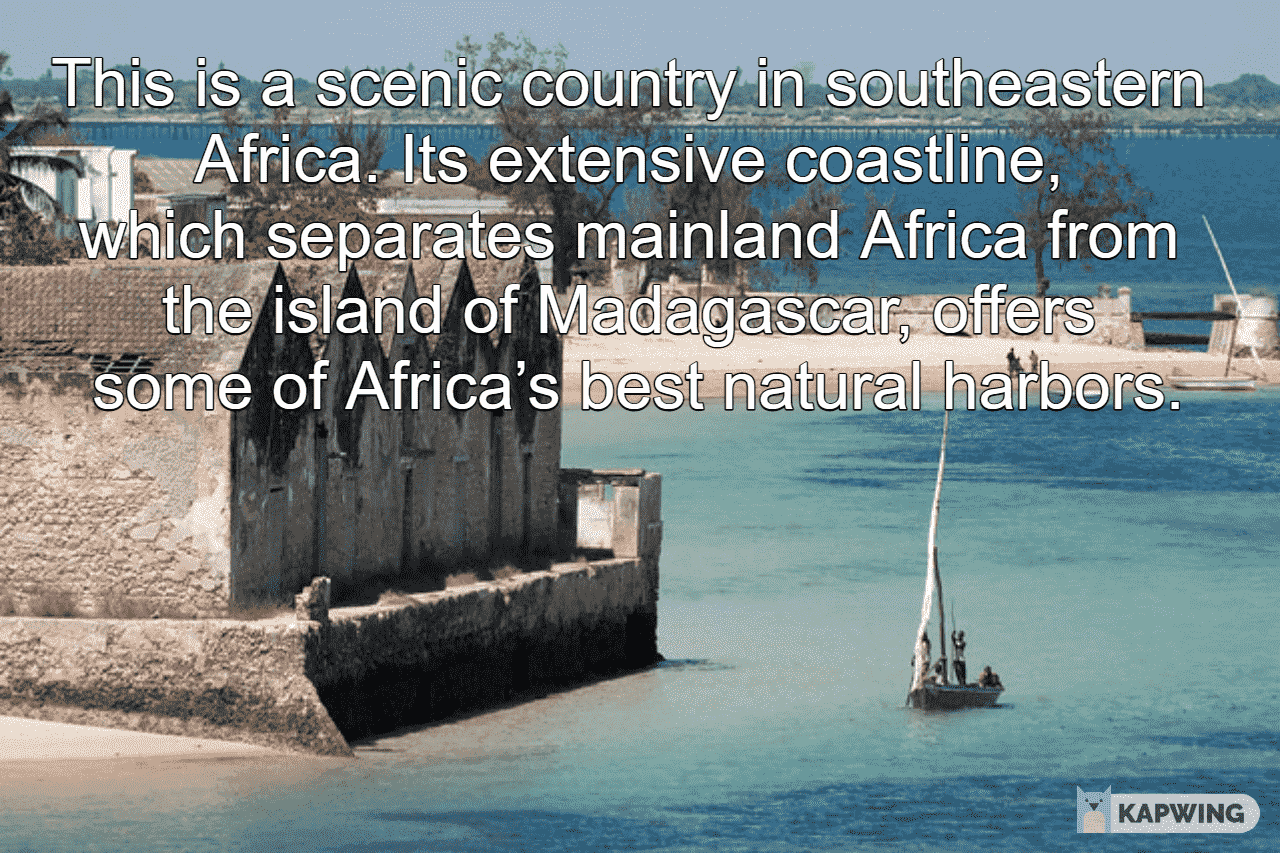 This is a scenic country in southeastern
Africa. Its extensive coastline,
which separates mainland Africa from
the island of Madagascar, offers
some of Africa’s best natural harbors.
KAPWING